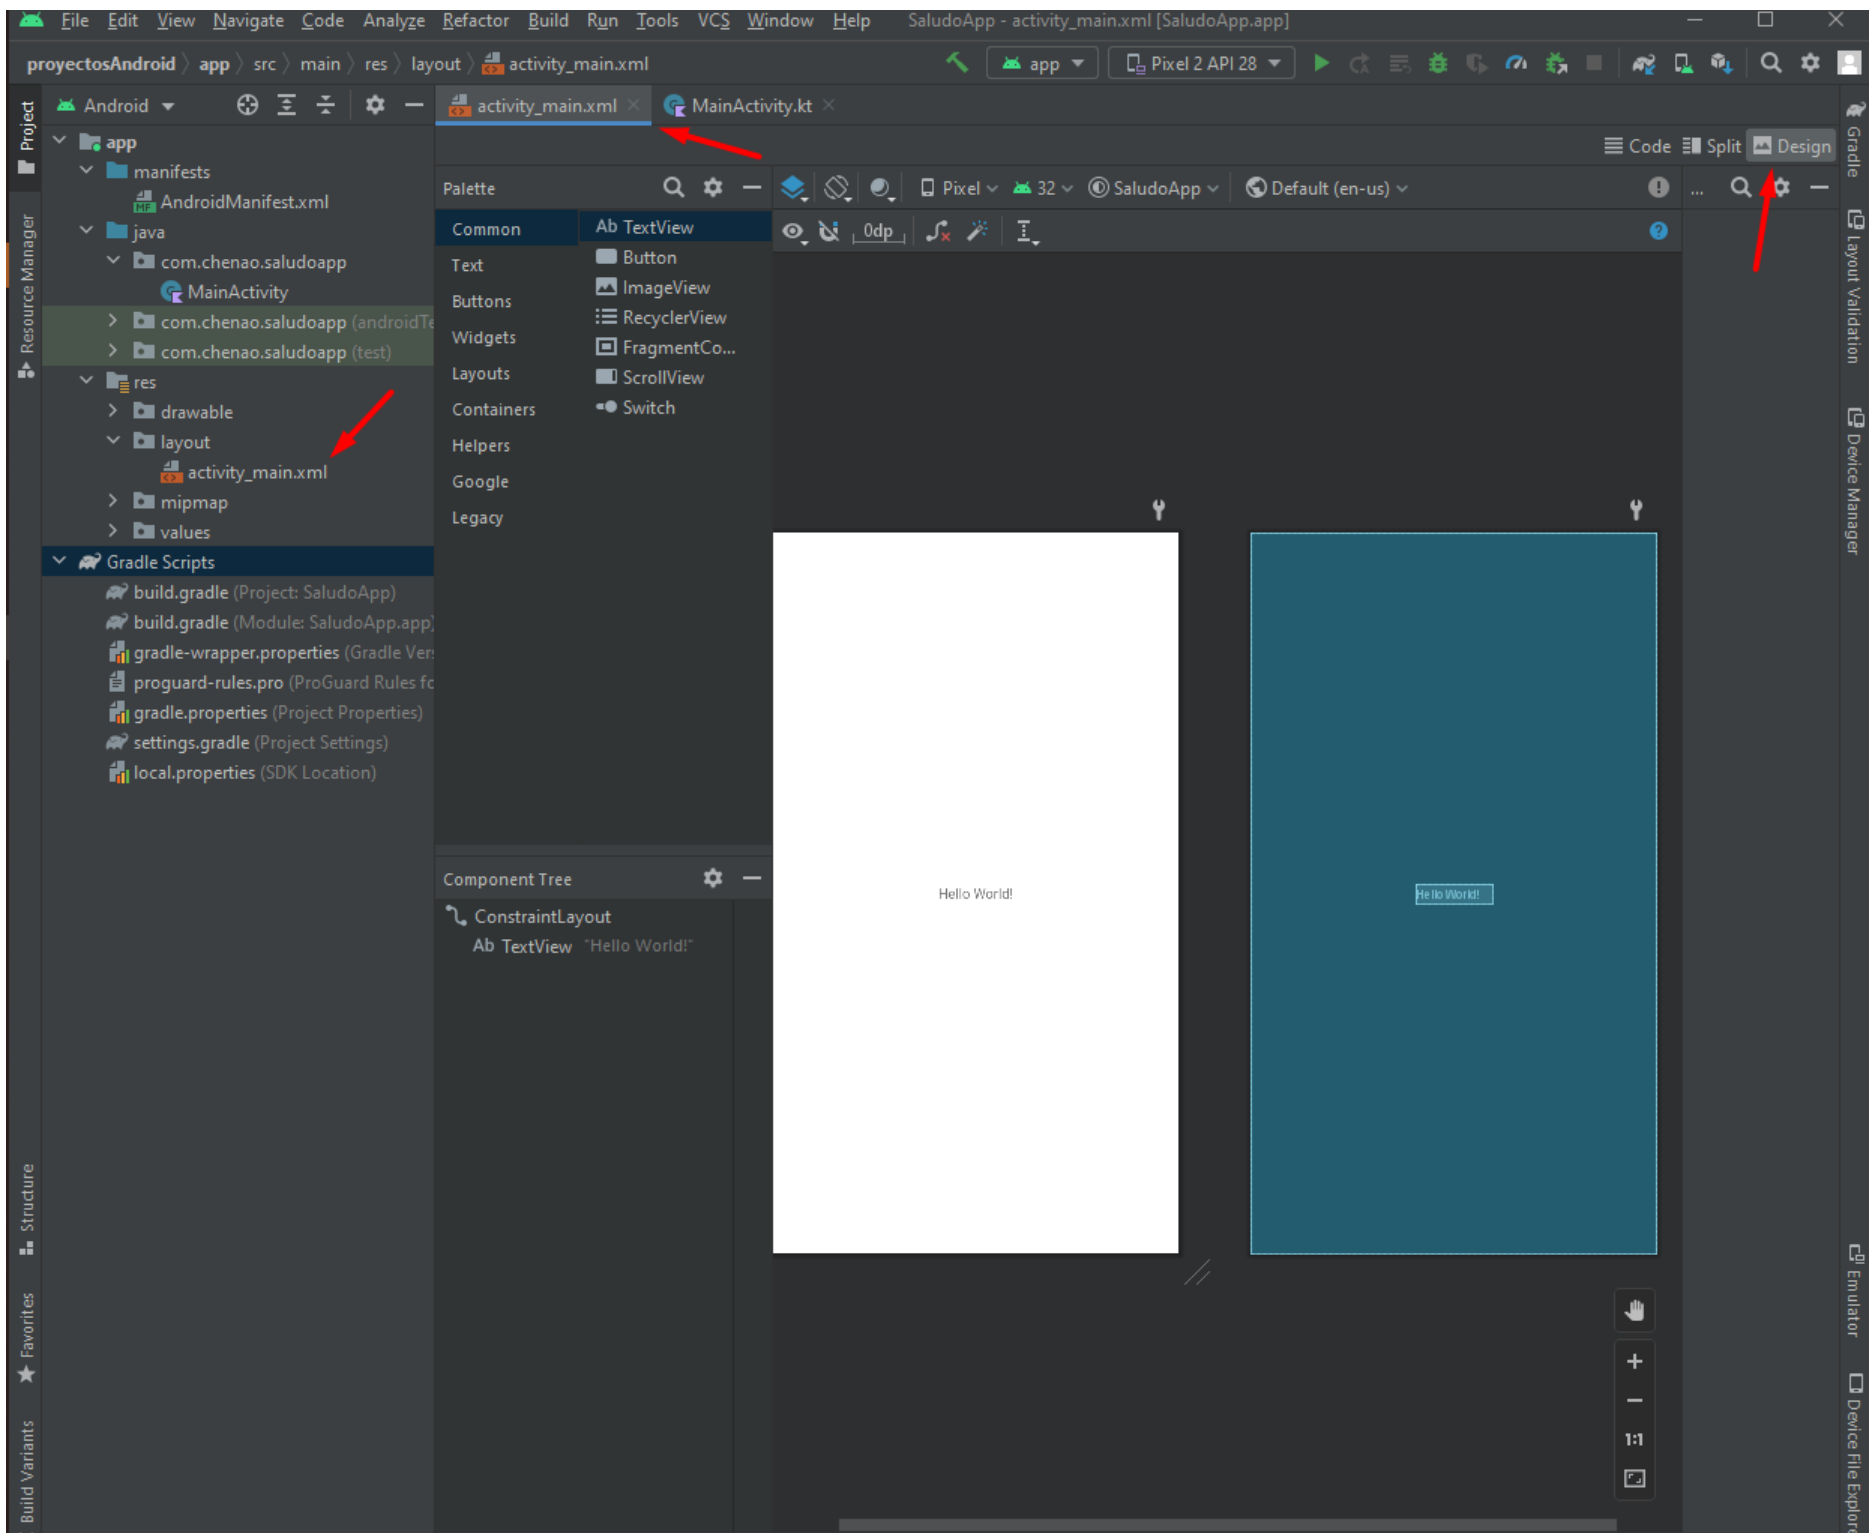 File Edit View Navigate Code Analyze Refactor Build Run Tools VCS Window Help SaludoApp - activity_main.xml [SaludoApp.app]
proyectosAndroid app src main res layout activity_main.xml app Pixel 2 API 28
Project
Resource Manager
Structure
Favorites
Build Variants
Android
app
manifests
AndroidManifest.xml
java
com.chenao.saludoapp
MainActivity
com.chenao.saludoapp (androidTe
com.chenao.saludoapp (test)
res
drawable
layout
activity_main.xml
mipmap
values
Gradle Scripts
build.gradle (Project: SaludoApp)
build.gradle (Module: SaludoApp.app)
gradle-wrapper.properties (Gradle Vers
proguard-rules.pro (ProGuard Rules fo
gradle.properties (Project Properties)
settings.gradle (Project Settings)
local.properties (SDK Location)
activity_main.xml MainActivity.kt
Code Split Design
Palette
Common
Text
Buttons
Widgets
Layouts
Containers
Helpers
Google
Legacy
Ab TextView
Button
ImageView
RecyclerView
FragmentCo...
ScrollView
Switch
Pixel 32 SaludoApp Default (en-us) ...
0dp
Component Tree
ConstraintLayout
Ab TextView "Hello World!"
Hello World!
Hello World!
1:1
Gradle
Layout Validation
Device Manager
Emulator
Device File Explor